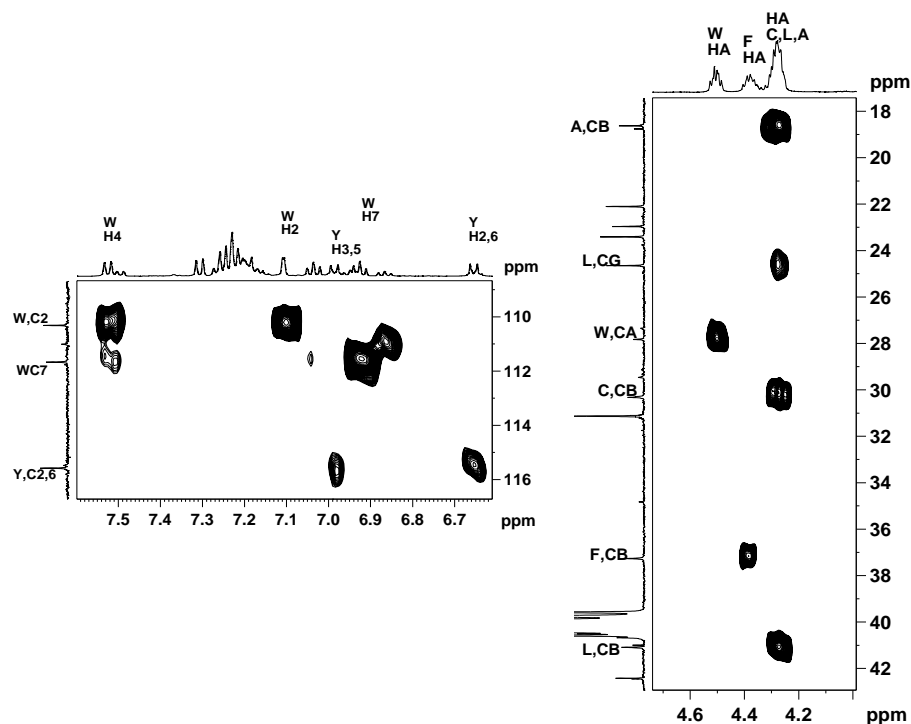 W
H4
W
H2
W
H7
Y
H3,5
Y
H2,6
ppm
W,C2
WC7
Y,C2,6
110
112
114
116
7.5 7.4 7.3 7.2 7.1 7.0 6.9 6.8 6.7 ppm
W
HA
F
HA
HA
C,L,A
ppm
A,CB
L,CG
W,CA
C,CB
F,CB
L,CB
18
20
22
24
26
28
30
32
34
36
38
40
42
4.6 4.4 4.2 ppm